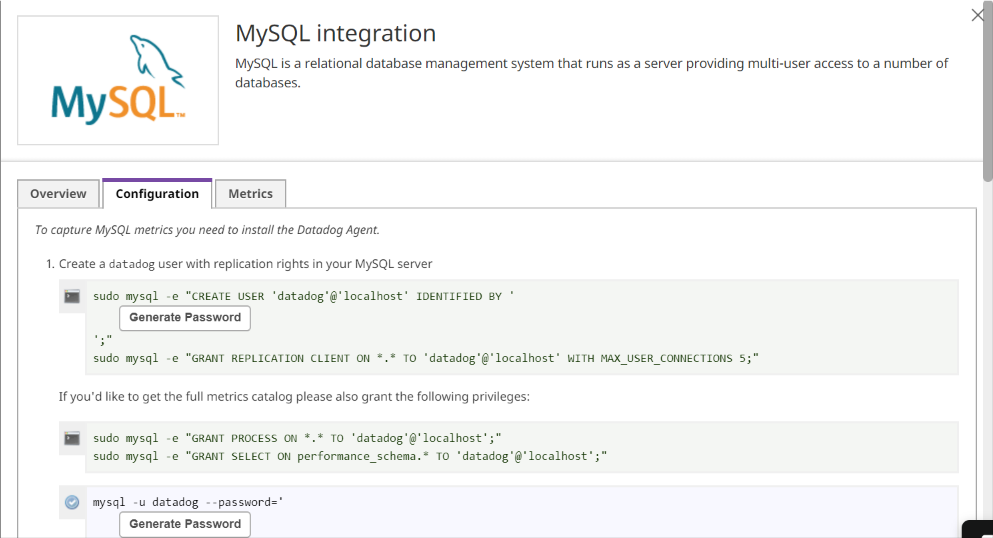 MySQL integration
MySQL is a relational database management system that runs as a server providing multi-user access to a number of
databases.
MySQL™
Overview
Configuration
Metrics
To capture MySQL metrics you need to install the Datadog Agent.
1. Create a datadog user with replication rights in your MySQL server
sudo mysql -e "CREATE USER 'datadog'@'localhost' IDENTIFIED BY '
Generate Password
';"
sudo mysql -e "GRANT REPLICATION CLIENT ON *.* TO 'datadog'@'localhost' WITH MAX_USER_CONNECTIONS 5;"
If you'd like to get the full metrics catalog please also grant the following privileges:
sudo mysql -e "GRANT PROCESS ON *.* TO 'datadog'@'localhost';"
sudo mysql -e "GRANT SELECT ON performance_schema.* TO 'datadog'@'localhost';"
mysql -u datadog --password='
Generate Password